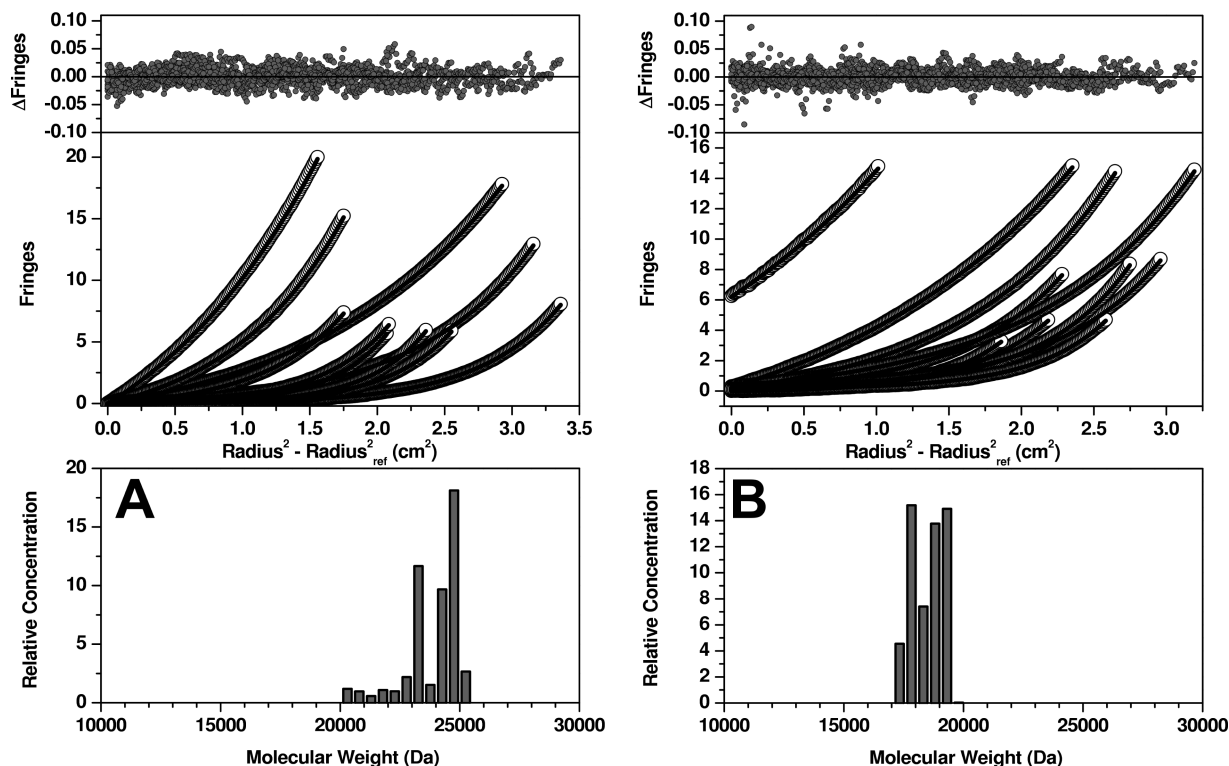 0.10
0.05
0.00
-0.05
-0.10
ΔFringes
20
15
10
5
0
Fringes
0.0 0.5 1.0 1.5 2.0 2.5 3.0 3.5
Radius² - Radius²ref (cm²)
20
15
10
5
0
Relative Concentration
A
10000 15000 20000 25000 30000
Molecular Weight (Da)
0.10
0.05
0.00
-0.05
-0.10
ΔFringes
16
14
12
10
8
6
4
2
0
Fringes
0.0 0.5 1.0 1.5 2.0 2.5 3.0
Radius² - Radius²ref (cm²)
18
16
14
12
10
8
6
4
2
0
Relative Concentration
B
10000 15000 20000 25000 30000
Molecular Weight (Da)